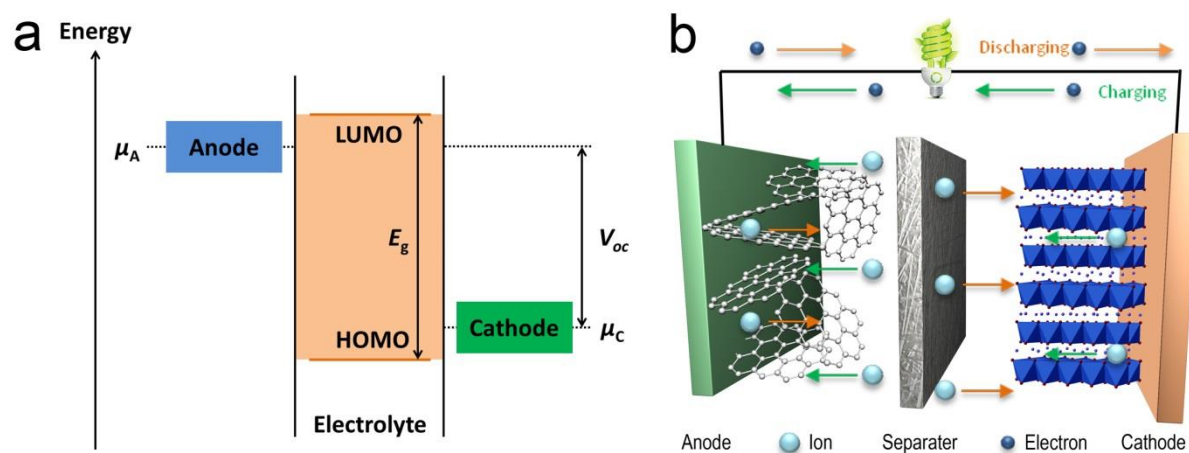 a
Energy
μA
Anode
LUMO
Eg
Voc
HOMO
Cathode
μC
Electrolyte
b
Discharging
Charging
Anode
Ion
Separater
Electron
Cathode